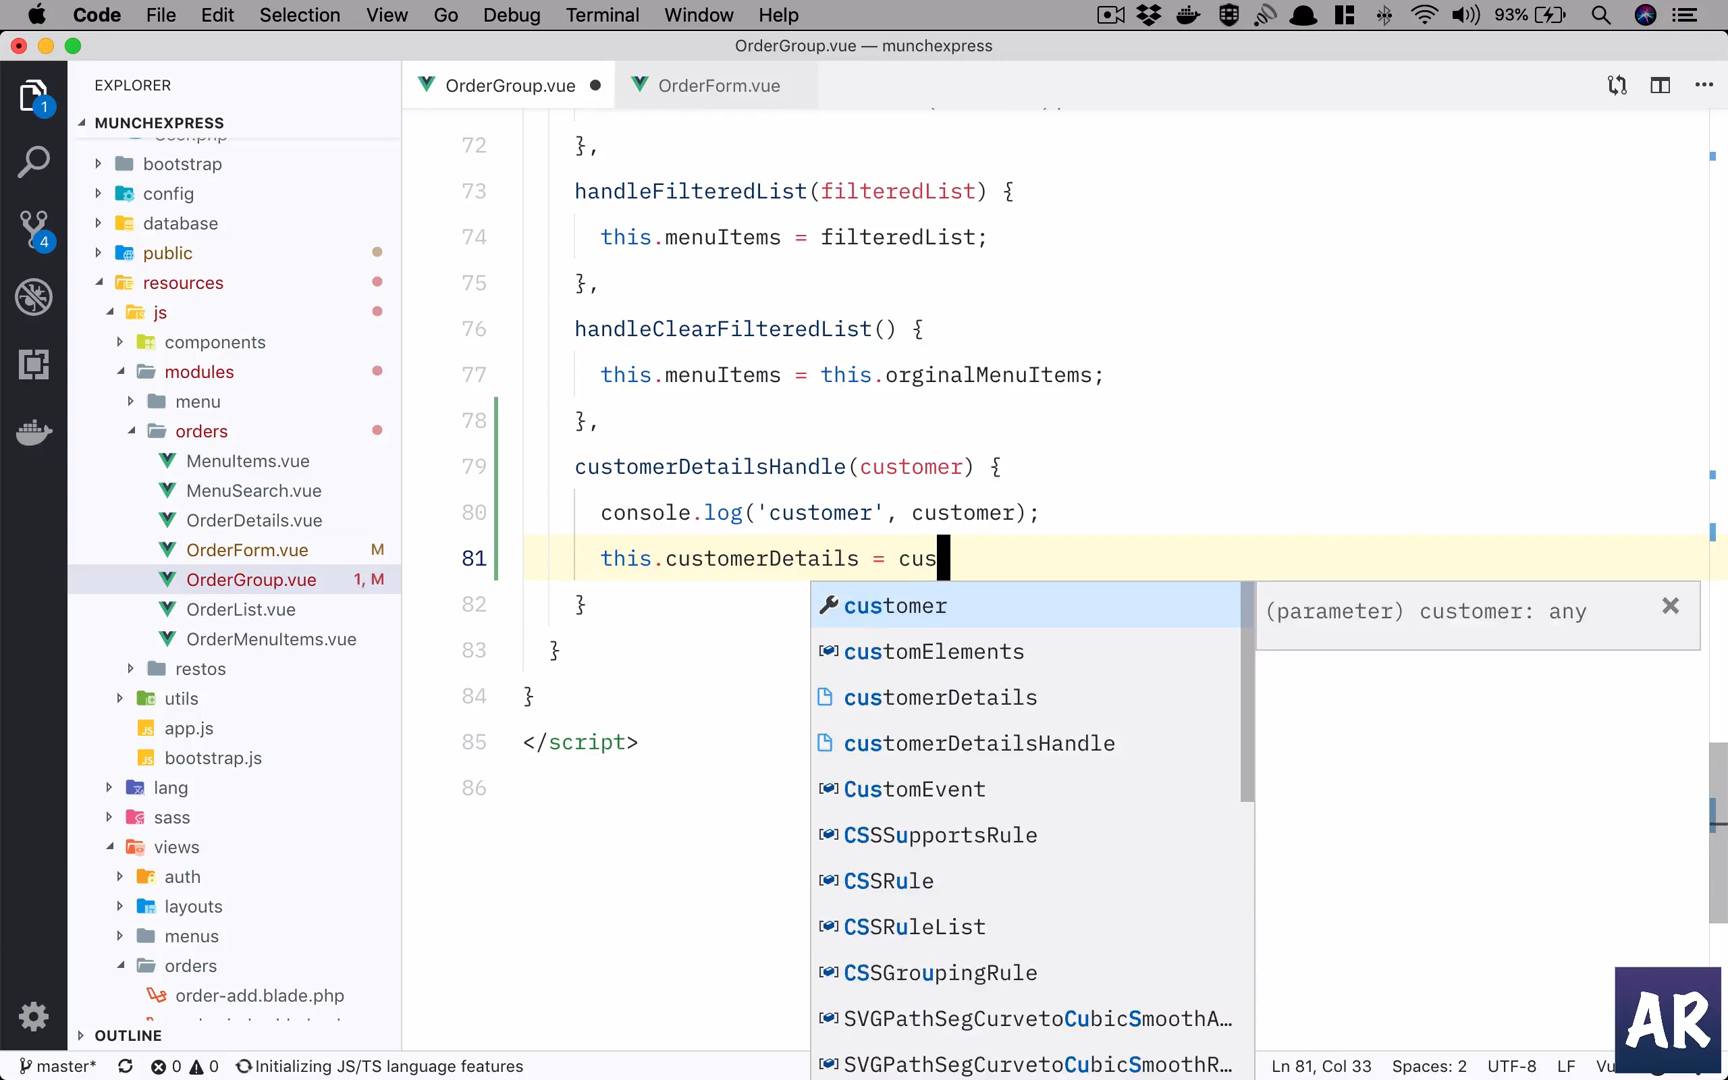 Code File Edit Selection View Go Debug Terminal Window Help 93%
OrderGroup.vue — munchexpress
EXPLORER
OrderGroup.vue
OrderForm.vue
MUNCHEXPRESS
bootstrap
config
database
public
resources
js
components
modules
menu
orders
MenuItems.vue
MenuSearch.vue
OrderDetails.vue
OrderForm.vue M
OrderGroup.vue 1, M
OrderList.vue
OrderMenuItems.vue
restos
utils
app.js
bootstrap.js
lang
sass
views
auth
layouts
menus
orders
order-add.blade.php
OUTLINE
1
4
72 },
73 handleFilteredList(filteredList) {
74 this.menuItems = filteredList;
75 },
76 handleClearFilteredList() {
77 this.menuItems = this.orginalMenuItems;
78 },
79 customerDetailsHandle(customer) {
80 console.log('customer', customer);
81 this.customerDetails = cus
82 }
83 }
84 }
85 </script>
86
customer
customElements
customerDetails
customerDetailsHandle
CustomEvent
CSSSupportsRule
CSSRule
CSSRuleList
CSSGroupingRule
SVGPathSegCurvetoCubicSmoothA...
SVGPathSegCurvetoCubicSmoothR...
(parameter) customer: any
AR
master* 0 0 Initializing JS/TS language features Ln 81, Col 33 Spaces: 2 UTF-8 LF